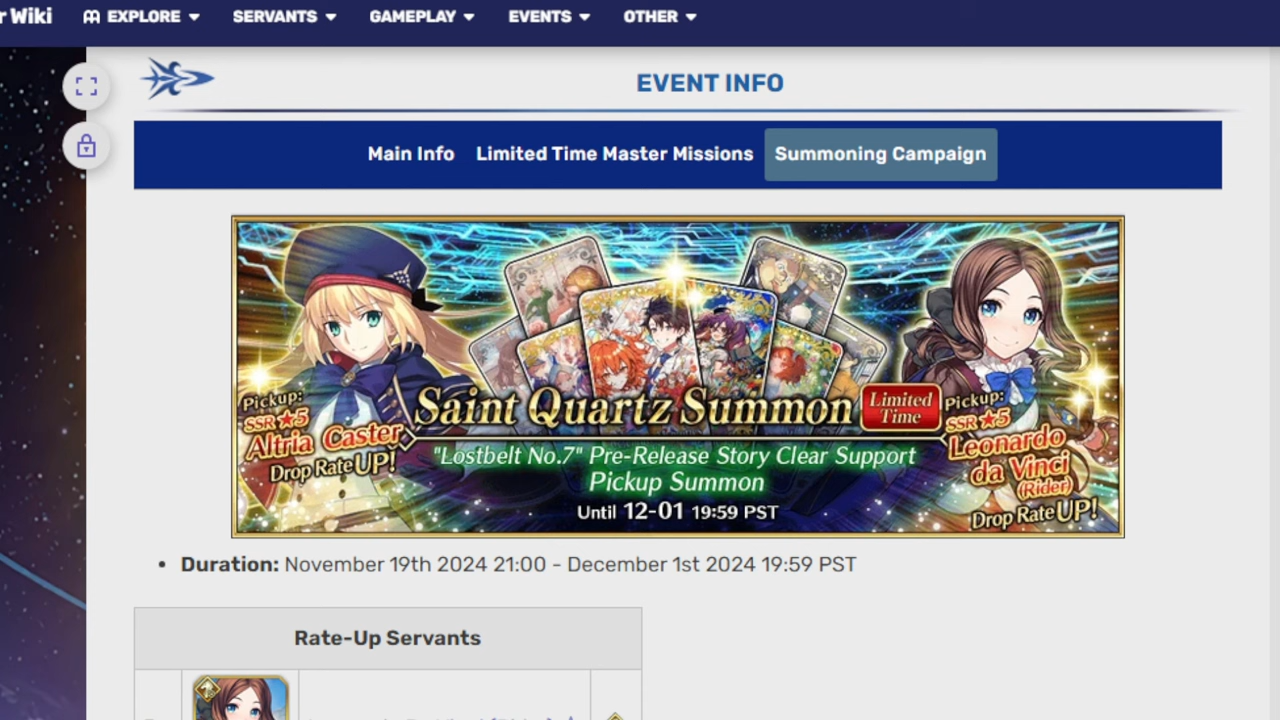 r Wiki EXPLORE SERVANTS GAMEPLAY EVENTS OTHER
EVENT INFO
Main Info Limited Time Master Missions Summoning Campaign
Pickup:
SSR ★5
Altria Caster
Drop Rate UP!
Saint Quartz Summon
Limited
Time
"Lostbelt No.7" Pre-Release Story Clear Support
Pickup Summon
Until 12-01 19:59 PST
Pickup:
SSR ★5
Leonardo
da Vinci
(Rider)
Drop Rate UP!
• Duration: November 19th 2024 21:00 - December 1st 2024 19:59 PST
Rate-Up Servants